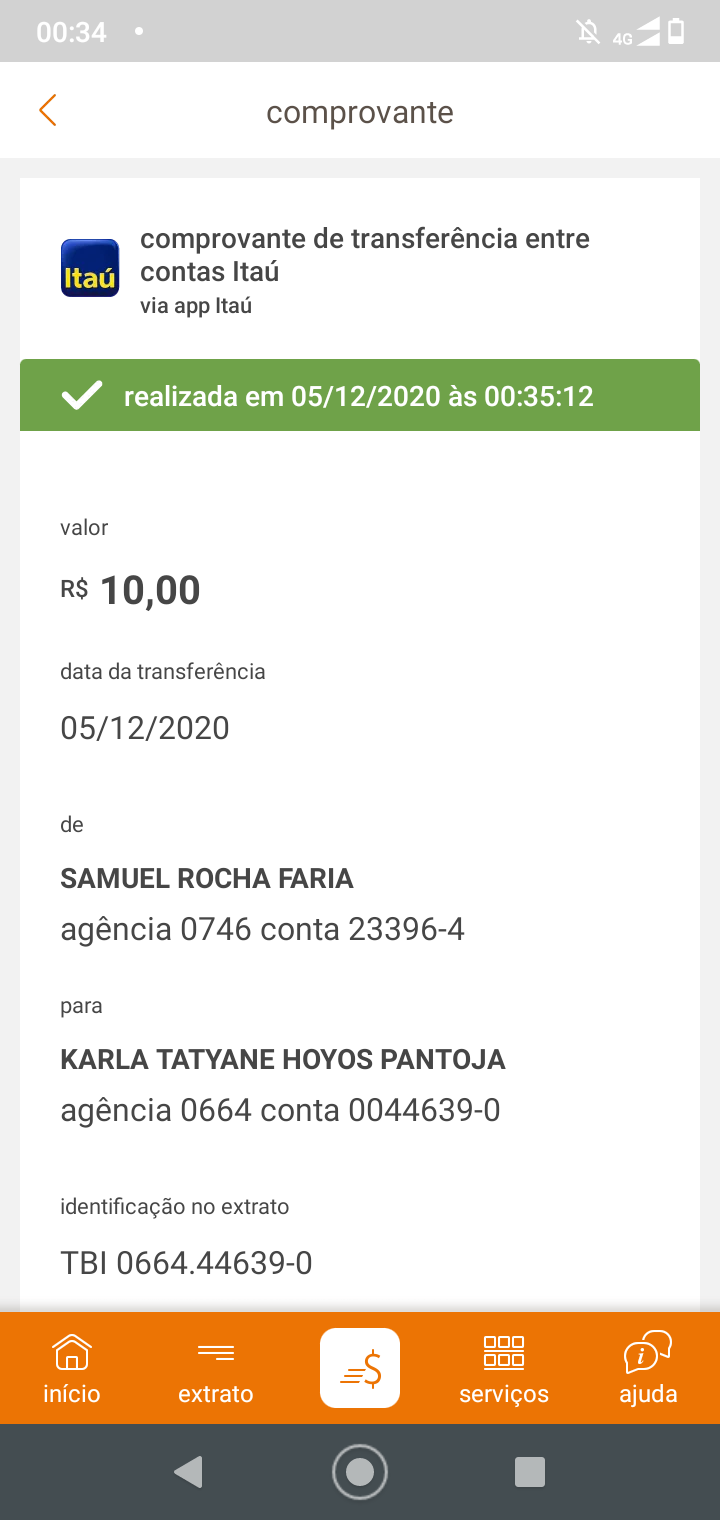 00:34
4G
comprovante
Itaú
comprovante de transferência entre
contas Itaú
via app Itaú
realizada em 05/12/2020 às 00:35:12
valor
R$ 10,00
data da transferência
05/12/2020
de
SAMUEL ROCHA FARIA
agência 0746 conta 23396-4
para
KARLA TATYANE HOYOS PANTOJA
agência 0664 conta 0044639-0
identificação no extrato
TBI 0664.44639-0
início
extrato
serviços
ajuda